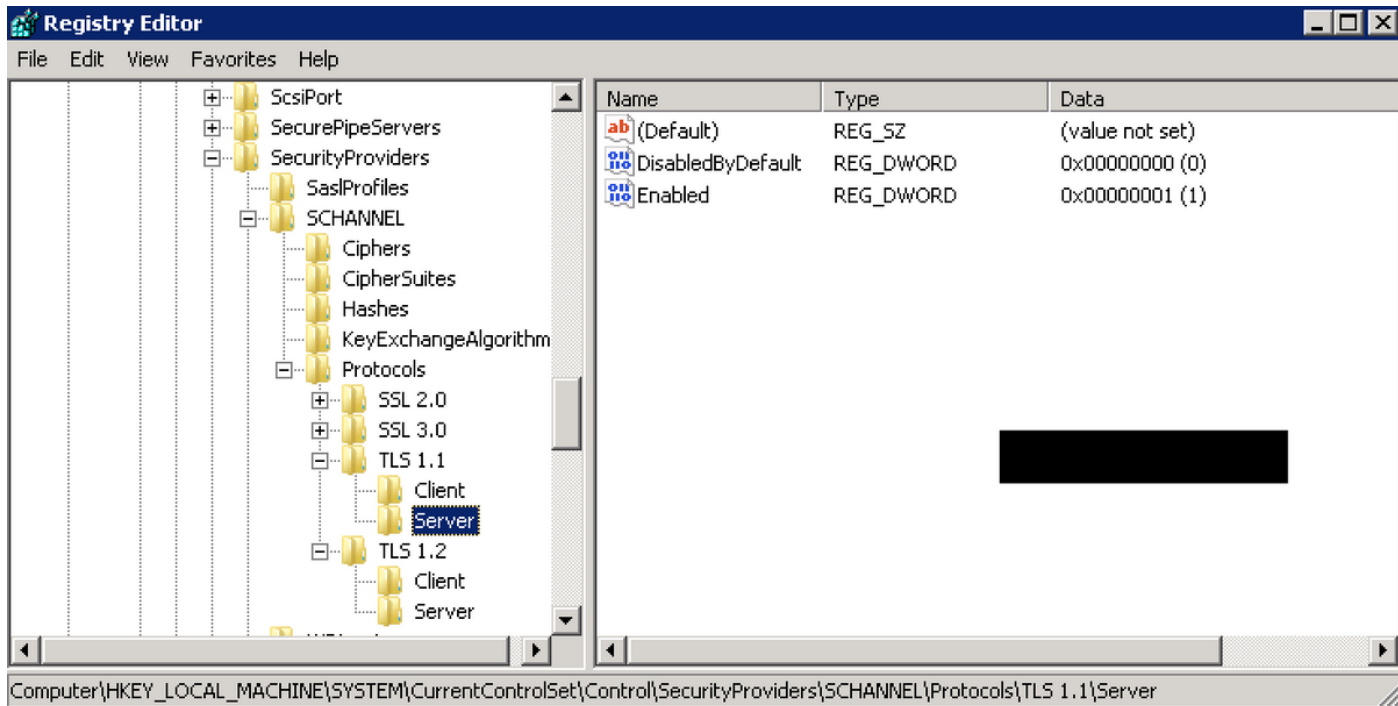 Registry Editor
File Edit View Favorites Help
ScsiPort
SecurePipeServers
SecurityProviders
SaslProfiles
SCHANNEL
Ciphers
CipherSuites
Hashes
KeyExchangeAlgorithm
Protocols
SSL 2.0
SSL 3.0
TLS 1.1
Client
Server
TLS 1.2
Client
Server
Name Type Data
(Default) REG_SZ (value not set)
DisabledByDefault REG_DWORD 0x00000000 (0)
Enabled REG_DWORD 0x00000001 (1)
Computer\HKEY_LOCAL_MACHINE\SYSTEM\CurrentControlSet\Control\SecurityProviders\SCHANNEL\Protocols\TLS 1.1\Server